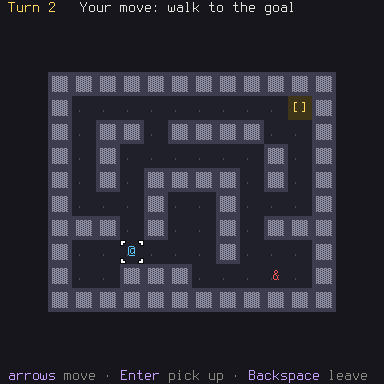 Turn 2 Your move: walk to the goal
[]
@
&
arrows move · Enter pick up · Backspace leave